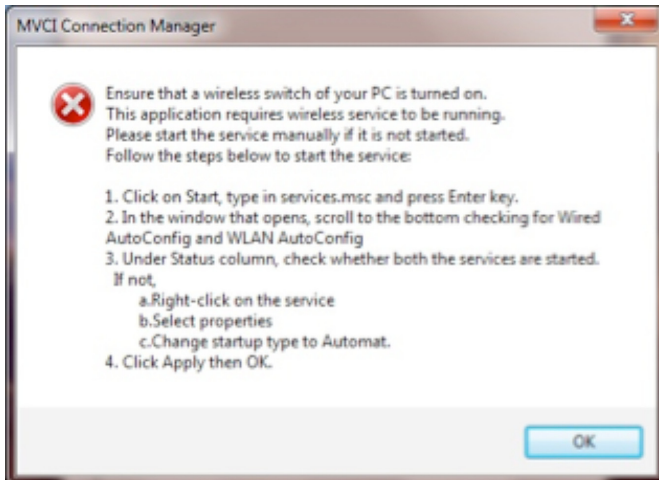 MVCI Connection Manager
Ensure that a wireless switch of your PC is turned on.
This application requires wireless service to be running.
Please start the service manually if it is not started.
Follow the steps below to start the service:
1. Click on Start, type in services.msc and press Enter key.
2. In the window that opens, scroll to the bottom checking for Wired
AutoConfig and WLAN AutoConfig
3. Under Status column, check whether both the services are started.
If not,
a.Right-click on the service
b.Select properties
c.Change startup type to Automat.
4. Click Apply then OK.
OK